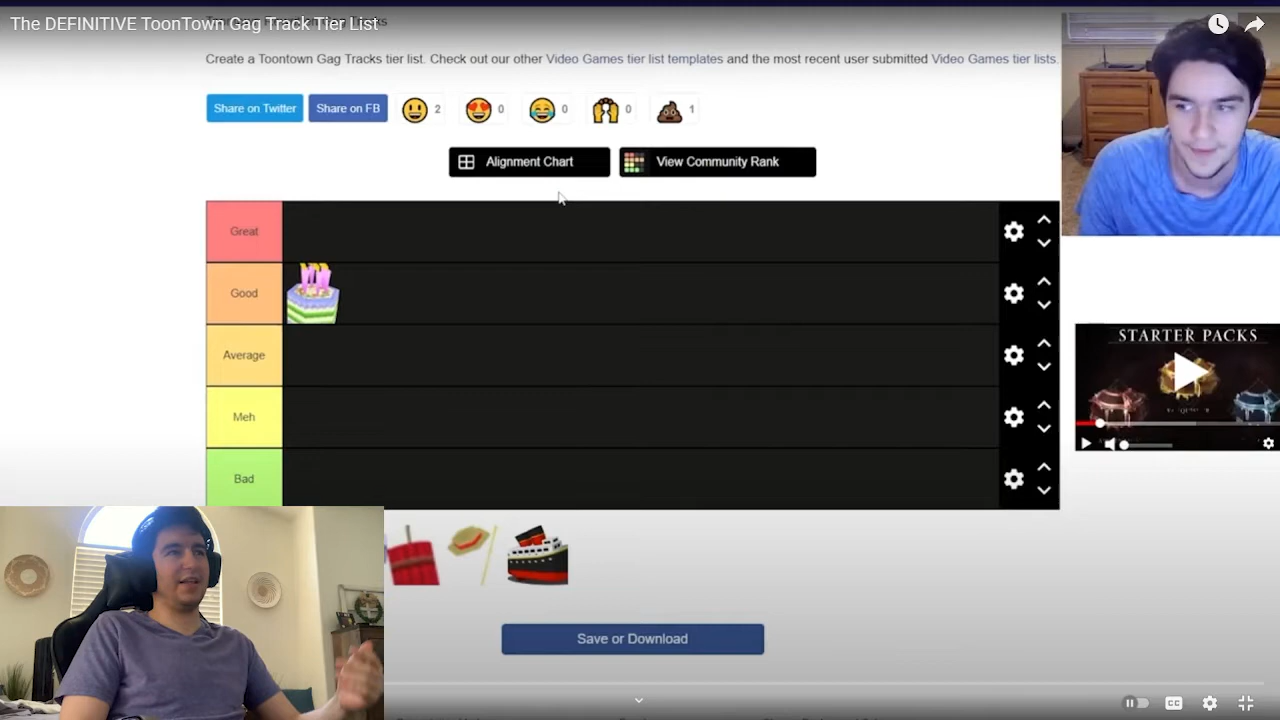 The DEFINITIVE ToonTown Gag Track Tier List
Create a Toontown Gag Tracks tier list. Check out our other Video Games tier list templates and the most recent user submitted Video Games tier lists.
Share on Twitter
Share on FB
2
0
0
0
1
Alignment Chart
View Community Rank
Great
Good
Average
Meh
Bad
STARTER PACKS
Save or Download
CC